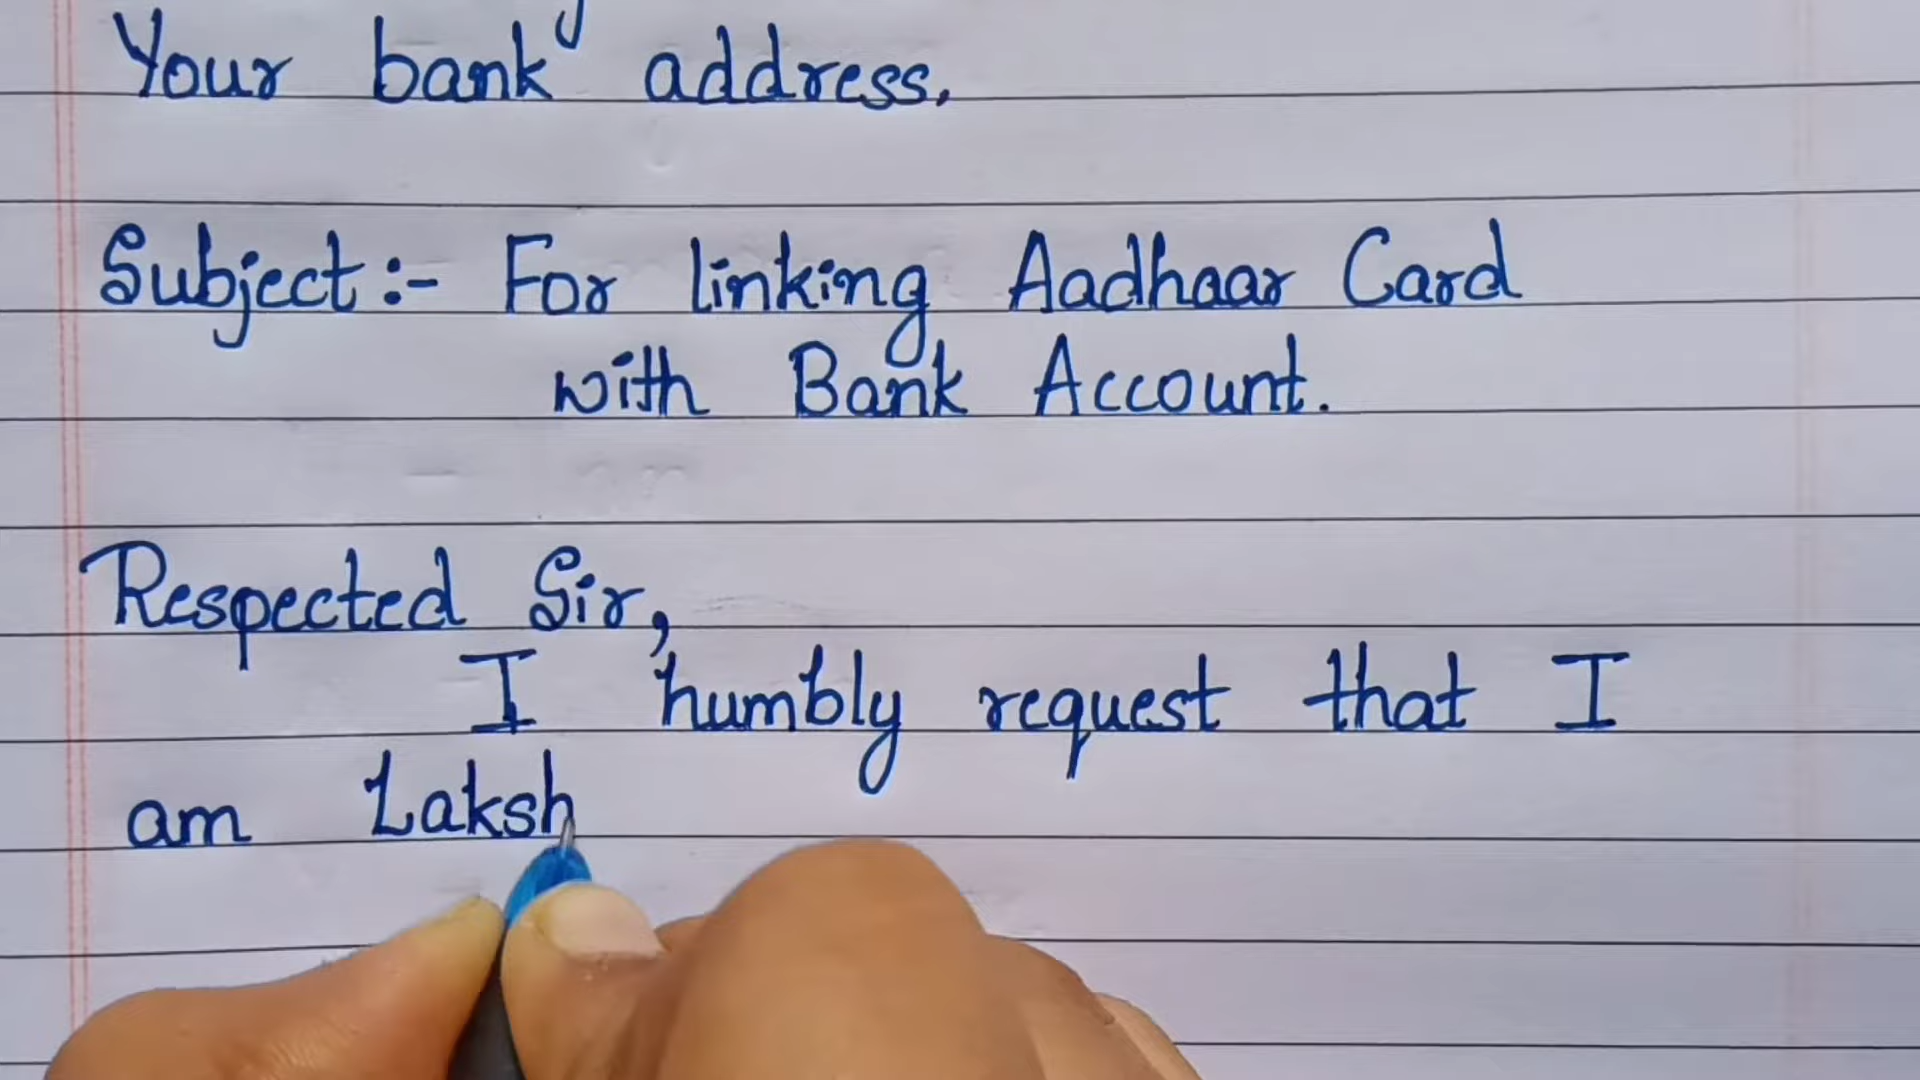 Your bank address.
Subject:- For linking Aadhaar Card
with Bank Account.
Respected Sir,
I humbly request that I
am Laksh